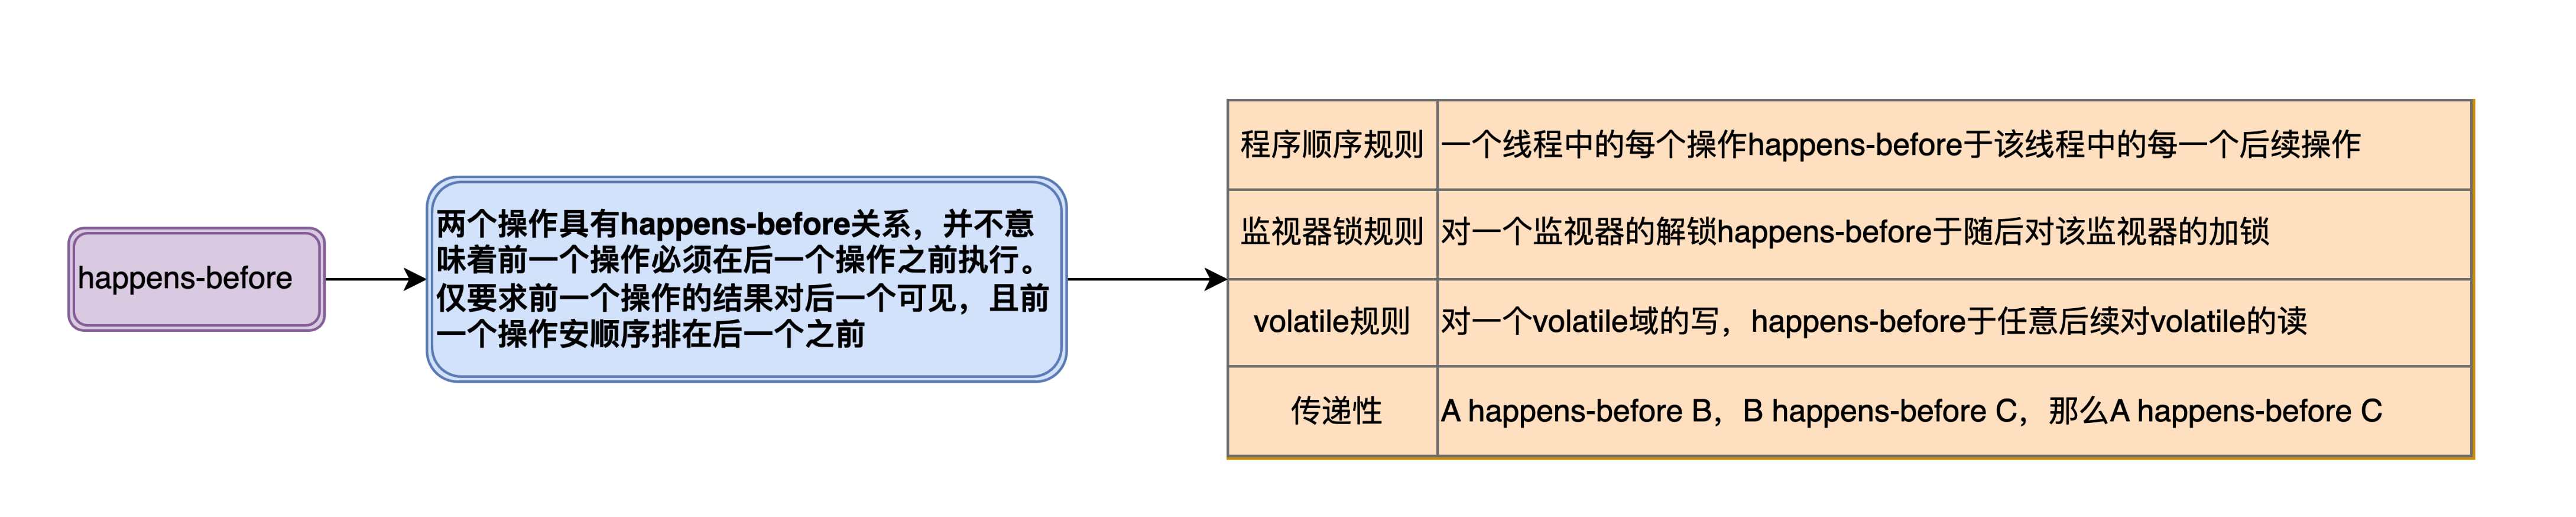 happens-before
两个操作具有happens-before关系，并不意
味着前一个操作必须在后一个操作之前执行。
仅要求前一个操作的结果对后一个可见，且前
一个操作安顺序排在后一个之前
程序顺序规则 一个线程中的每个操作happens-before于该线程中的每一个后续操作
监视器锁规则 对一个监视器的解锁happens-before于随后对该监视器的加锁
volatile规则 对一个volatile域的写，happens-before于任意后续对volatile的读
传递性 A happens-before B，B happens-before C，那么A happens-before C